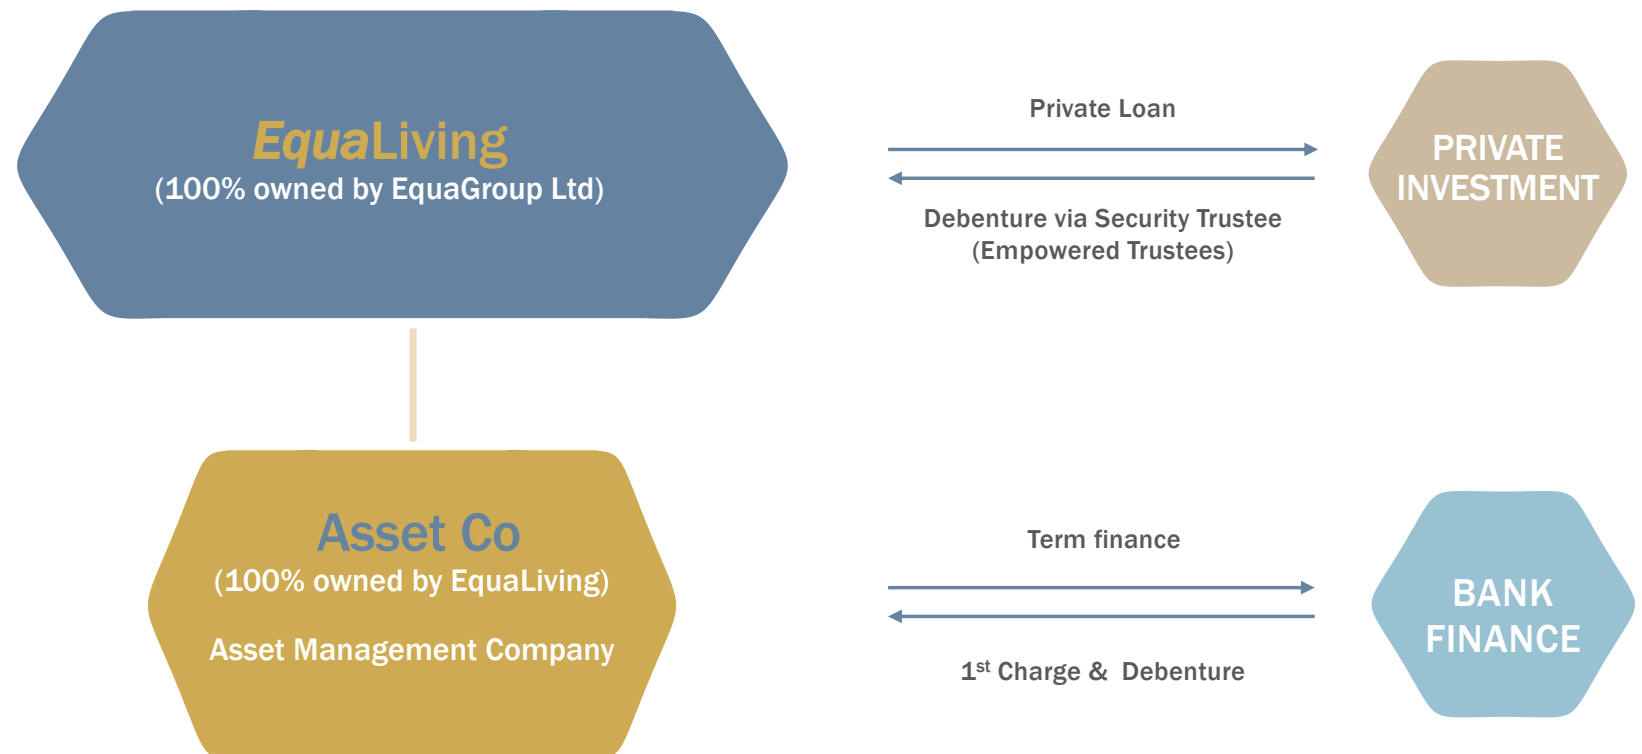 EquaLiving
(100% owned by EquaGroup Ltd)
Private Loan
Debenture via Security Trustee
(Empowered Trustees)
PRIVATE
INVESTMENT
Asset Co
(100% owned by EquaLiving)
Asset Management Company
Term finance
1st Charge & Debenture
BANK
FINANCE